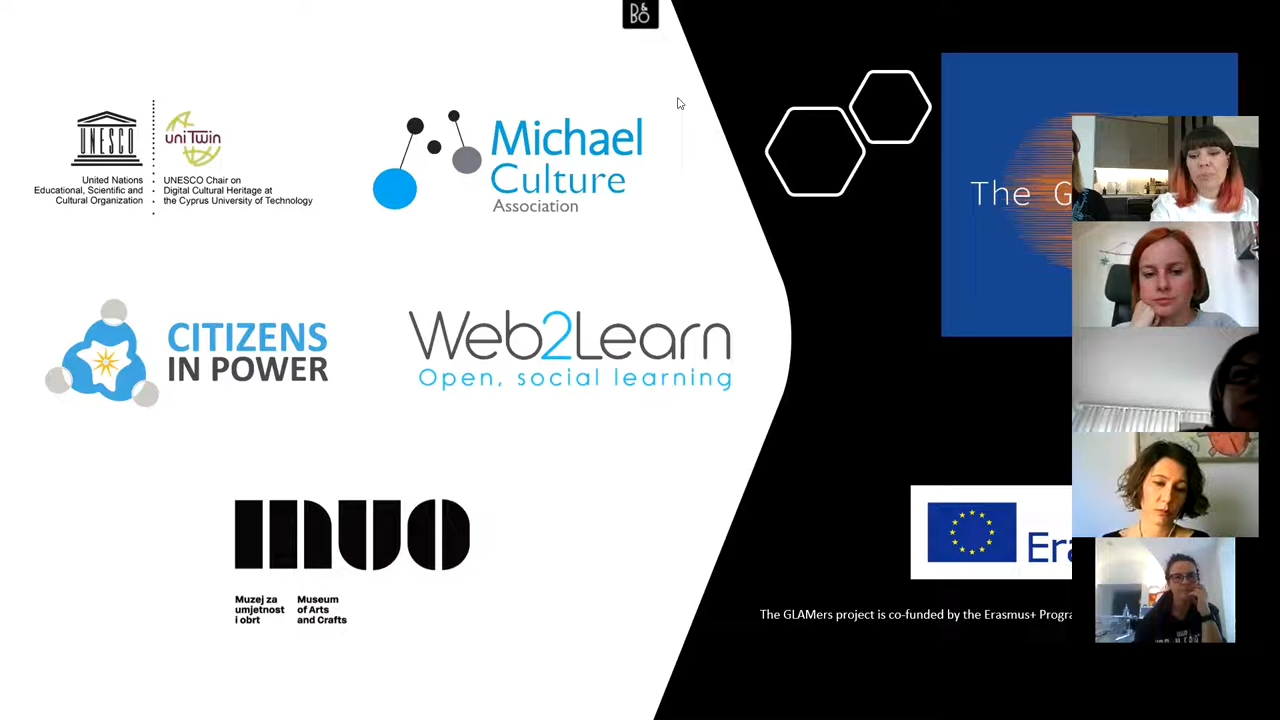 B&O
UNESCO
uniTwin
United Nations
Educational, Scientific and
Cultural Organization
UNESCO Chair on
Digital Cultural Heritage at
the Cyprus University of Technology
Michael
Culture
Association
The G
CITIZENS
IN POWER
Web2Learn
Open, social learning
muo
Muzej za
umjetnost
i obrt
Museum
of Arts
and Crafts
Era
The GLAMers project is co-funded by the Erasmus+ Progra